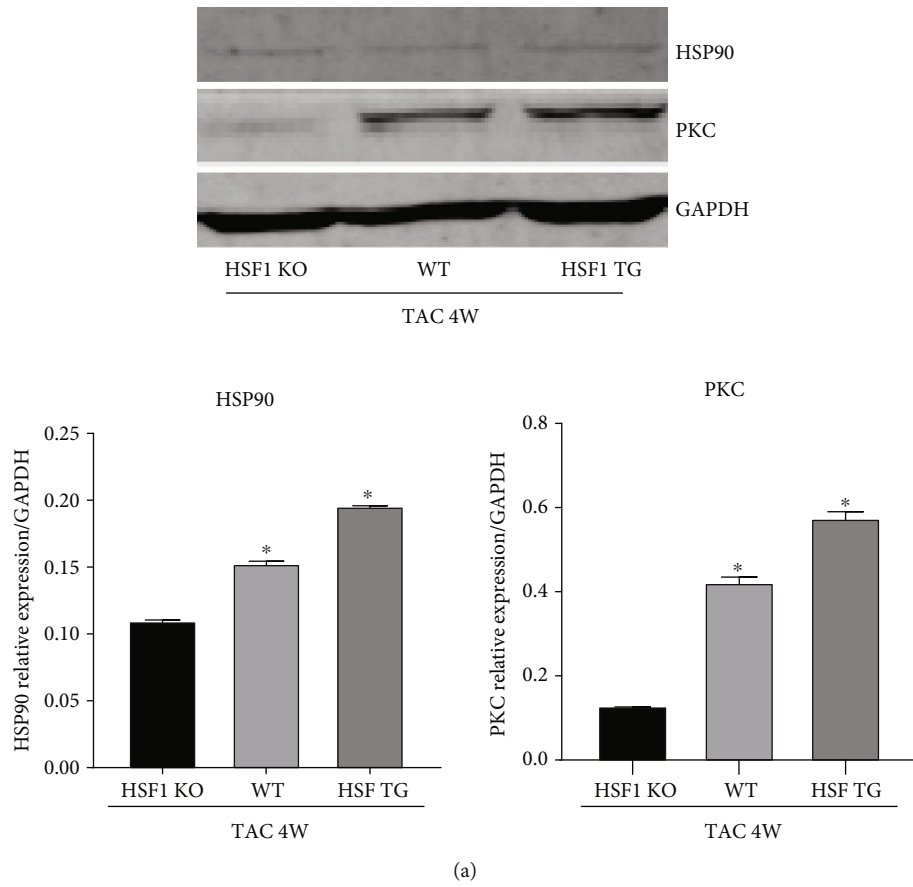 HSP90
PKC
GAPDH
HSF1 KO WT HSF1 TG
TAC 4W
HSP90
HSP90 relative expression/GAPDH
0.25
0.20
0.15
0.10
0.05
0.00
*
*
HSF1 KO WT HSF TG
TAC 4W
PKC
PKC relative expression/GAPDH
0.8
0.6
0.4
0.2
0.0
*
*
HSF1 KO WT HSF TG
TAC 4W
(a)